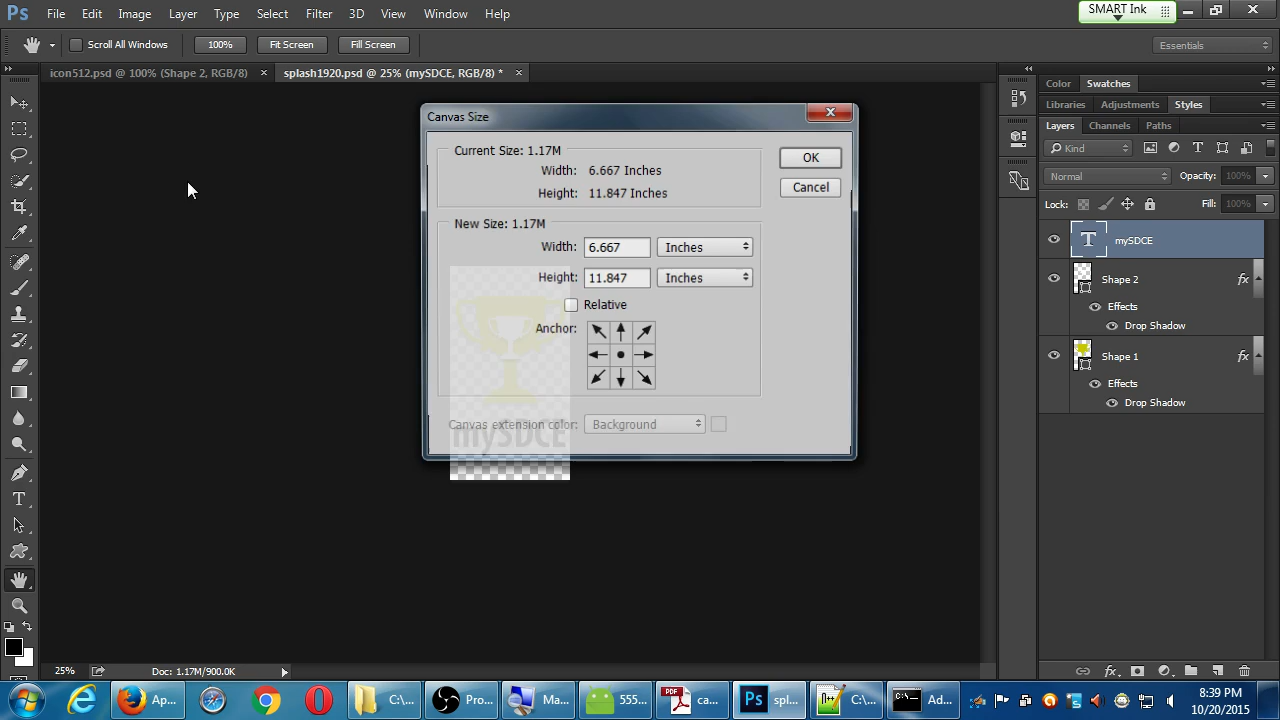 Ps File Edit Image Layer Type Select Filter 3D View Window Help
SMART Ink
Scroll All Windows 100% Fit Screen Fill Screen Essentials
icon512.psd @ 100% (Shape 2, RGB/8) × splash1920.psd @ 25% (mySDCE, RGB/8) * ×
Color Swatches
Libraries Adjustments Styles
Layers Channels Paths
Kind
Normal Opacity: 100%
Lock: Fill: 100%
T mySDCE
Shape 2 fx
Effects
Drop Shadow
Shape 1 fx
Effects
Drop Shadow
Canvas Size
Current Size: 1.17M
Width: 6.667 Inches
Height: 11.847 Inches
OK
Cancel
New Size: 1.17M
Width: 6.667 Inches
Height: 11.847 Inches
Relative
Anchor:
Canvas extension color: Background
mySDCE
25% Doc: 1.17M/900.0K
Ap... C:\... Pro... Ma... 555... PDF ca... Ps spl... C:\... Ad...
8:39 PM
10/20/2015